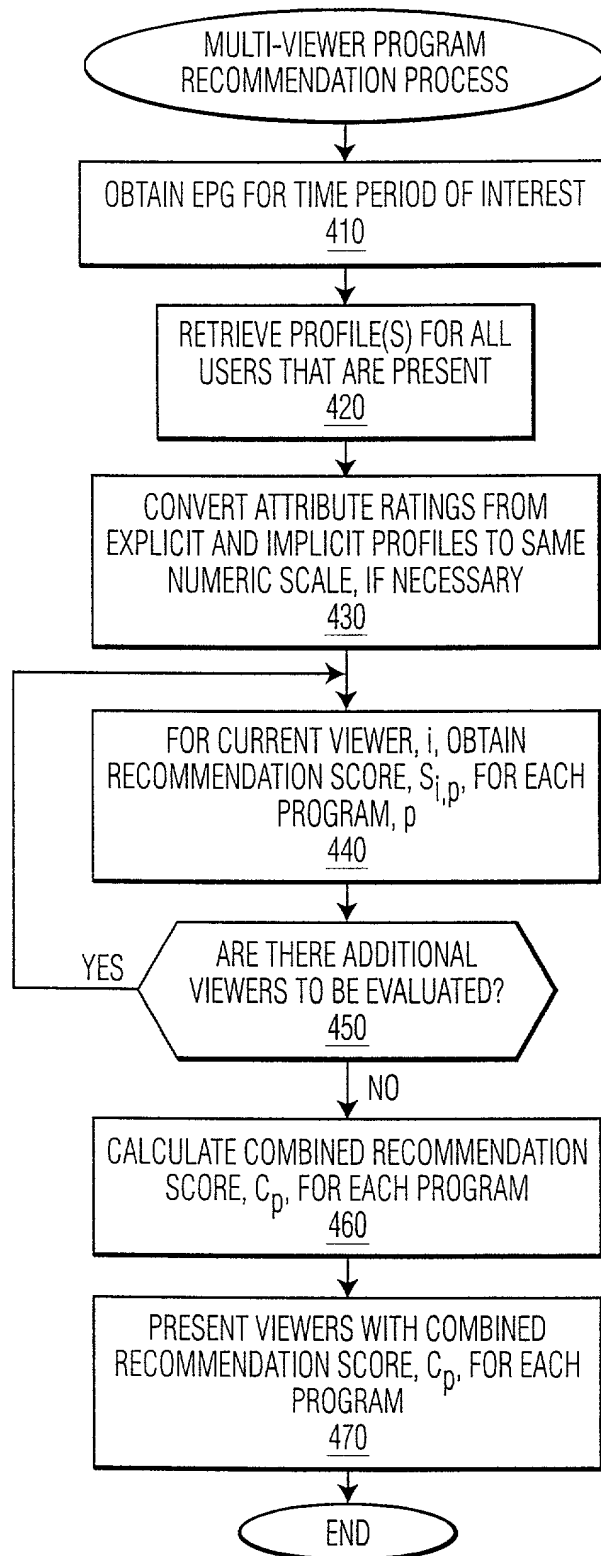 MULTI-VIEWER PROGRAM
RECOMMENDATION PROCESS
OBTAIN EPG FOR TIME PERIOD OF INTEREST
410
RETRIEVE PROFILE(S) FOR ALL
USERS THAT ARE PRESENT
420
CONVERT ATTRIBUTE RATINGS FROM
EXPLICIT AND IMPLICIT PROFILES TO SAME
NUMERIC SCALE, IF NECESSARY
430
FOR CURRENT VIEWER, i, OBTAIN
RECOMMENDATION SCORE, Si,p, FOR EACH
PROGRAM, p
440
ARE THERE ADDITIONAL
VIEWERS TO BE EVALUATED?
450
YES
NO
CALCULATE COMBINED RECOMMENDATION
SCORE, Cp, FOR EACH PROGRAM
460
PRESENT VIEWERS WITH COMBINED
RECOMMENDATION SCORE, Cp, FOR EACH
PROGRAM
470
END